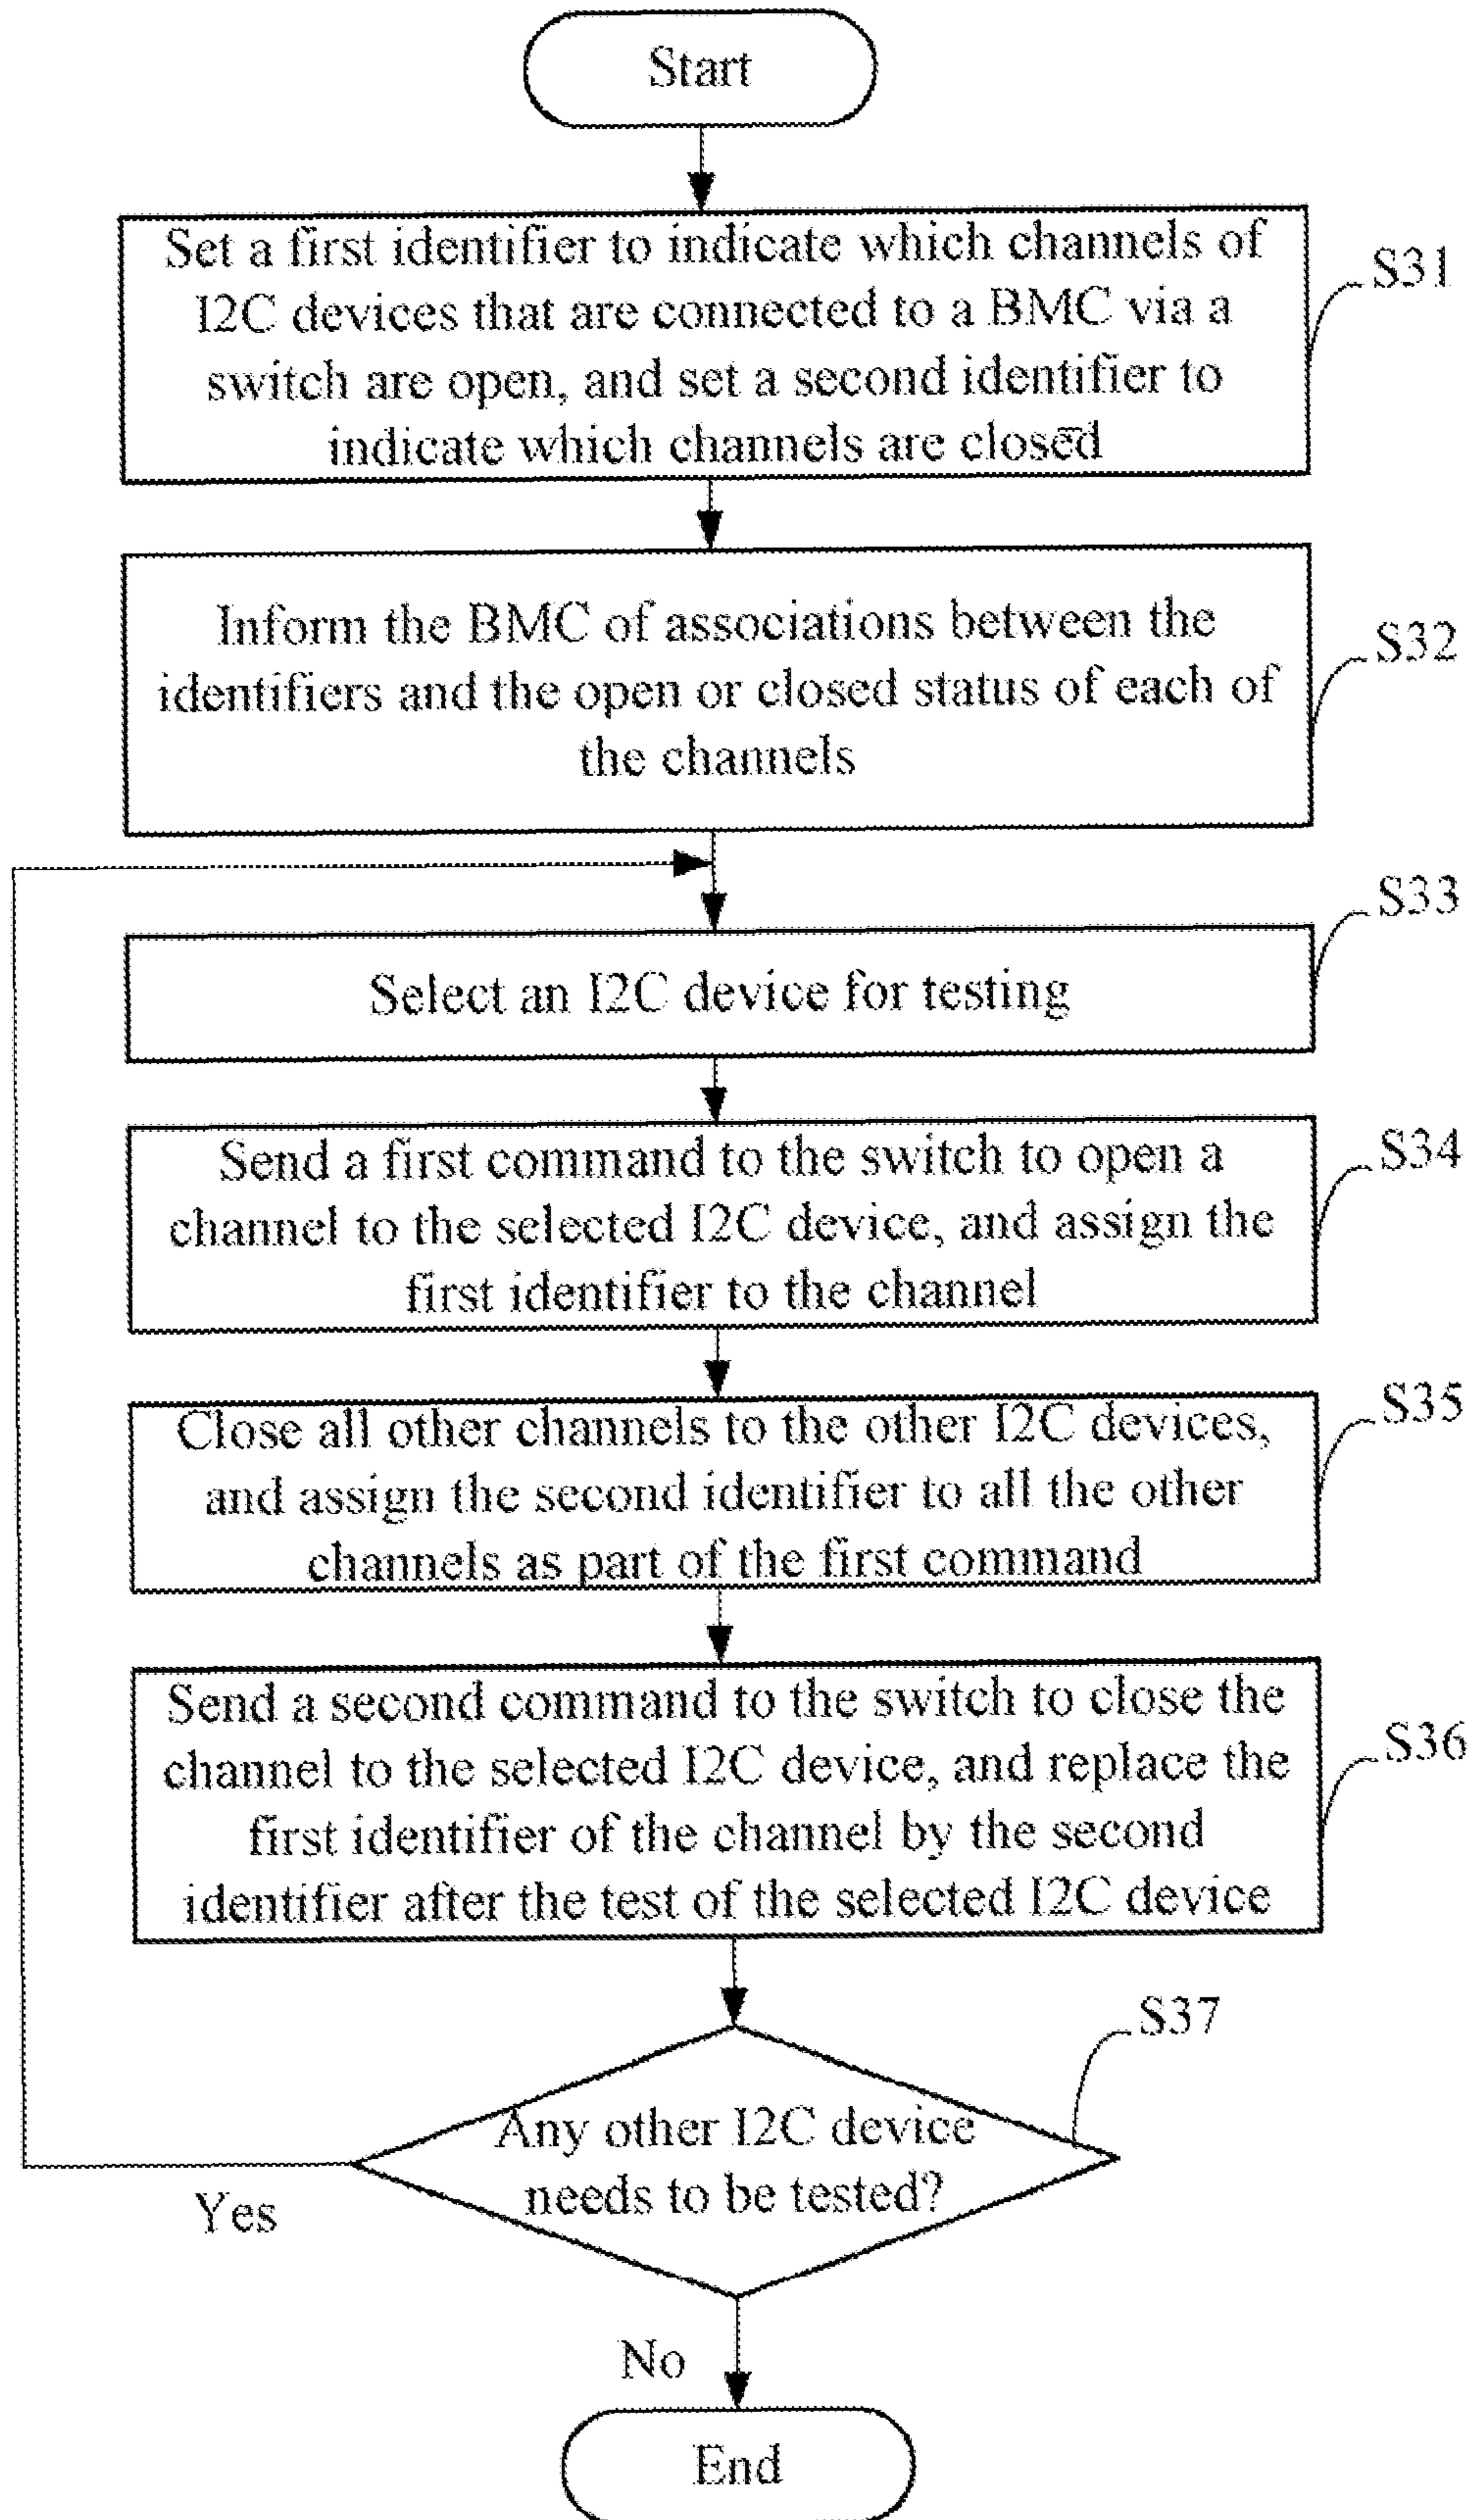 Start
Set a first identifier to indicate which channels of
I2C devices that are connected to a BMC via a
switch are open, and set a second identifier to
indicate which channels are closed
S31
Inform the BMC of associations between the
identifiers and the open or closed status of each of
the channels
S32
Select an I2C device for testing
S33
Send a first command to the switch to open a
channel to the selected I2C device, and assign the
first identifier to the channel
S34
Close all other channels to the other I2C devices,
and assign the second identifier to all the other
channels as part of the first command
S35
Send a second command to the switch to close the
channel to the selected I2C device, and replace the
first identifier of the channel by the second
identifier after the test of the selected I2C device
S36
Any other I2C device
needs to be tested?
S37
Yes
No
End